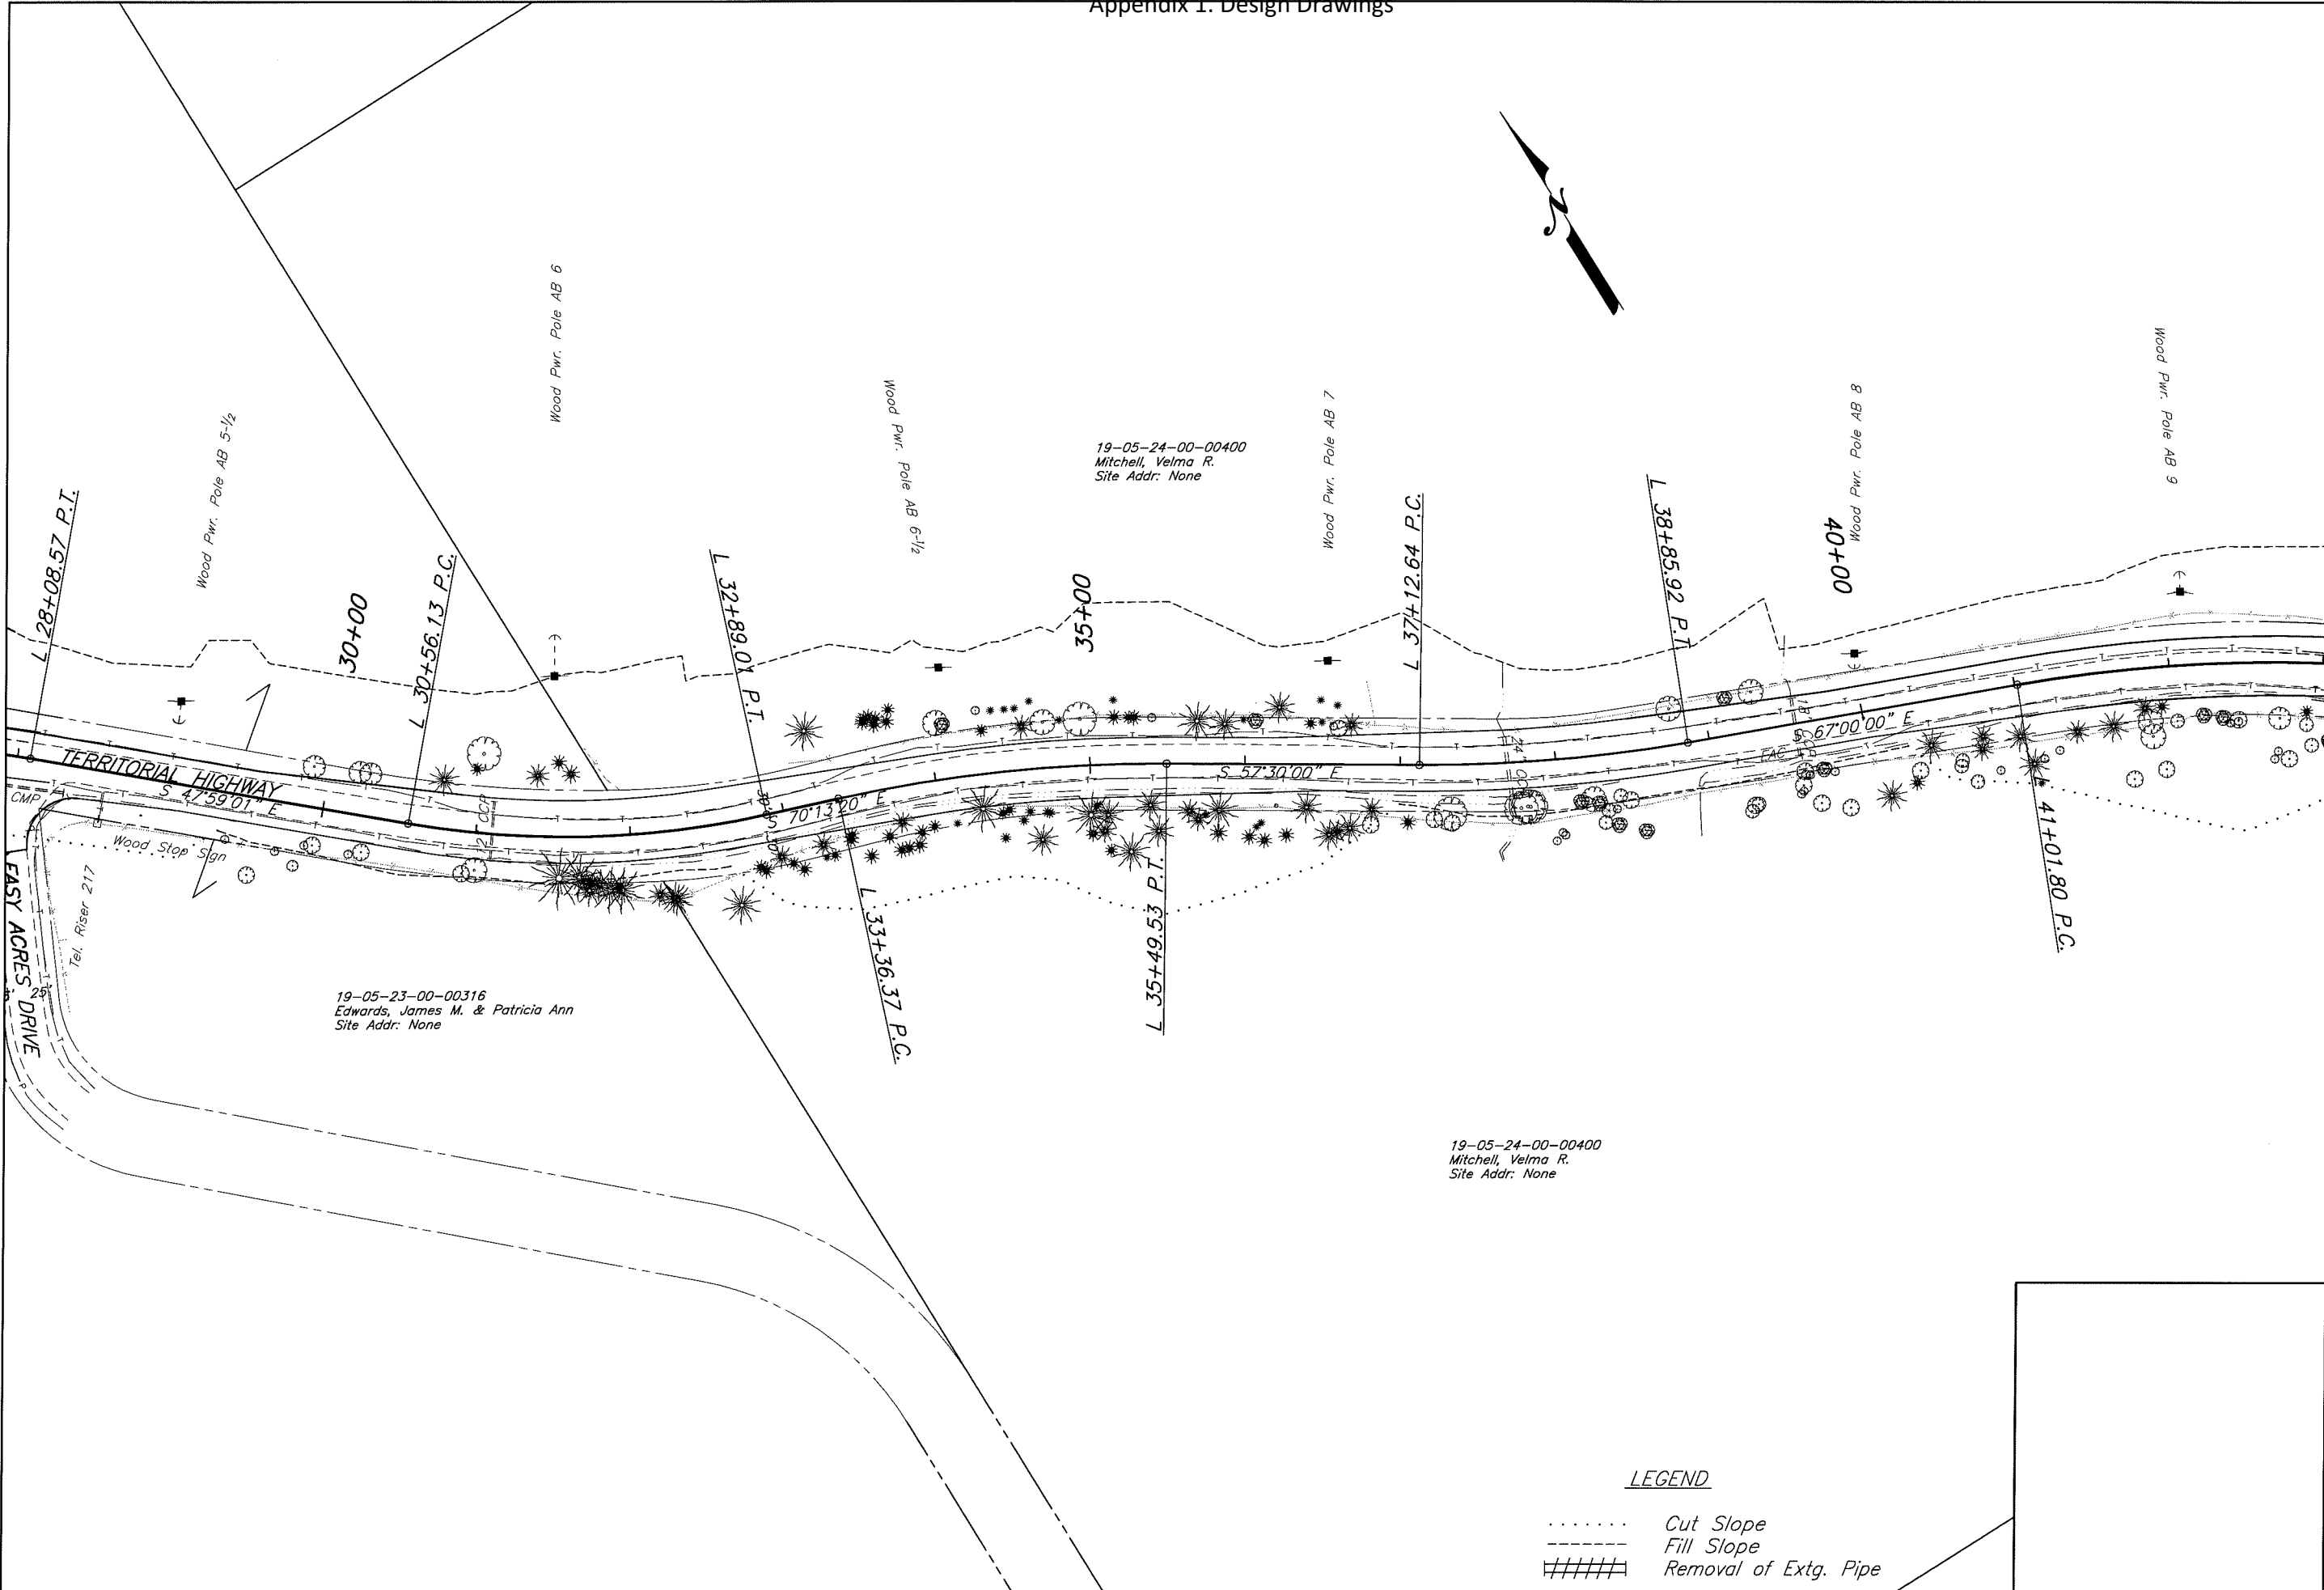 Appendix 1. Design Drawings
N
Wood Pwr. Pole AB 5-1/2
Wood Pwr. Pole AB 6
Wood Pwr. Pole AB 6-1/2
19-05-24-00-00400
Mitchell, Velma R.
Site Addr: None
Wood Pwr. Pole AB 7
Wood Pwr. Pole AB 8
Wood Pwr. Pole AB 9
L 28+08.57 P.T.
30+00
L 30+56.13 P.C.
L 32+89.01 P.T.
35+00
L 37+12.64 P.C.
L 38+85.92 P.T.
40+00
TERRITORIAL HIGHWAY
S 47°59'01" E
12" CCP
S 70°13'20" E
S 57°30'00" E
24"
18"
FAC
S 67°00'00" E
CMP
Wood Stop Sign
Tel. Riser 217
EASY ACRES DRIVE
25'
L 33+36.37 P.C.
L 35+49.53 P.T.
L 41+01.80 P.C.
19-05-23-00-00316
Edwards, James M. & Patricia Ann
Site Addr: None
19-05-24-00-00400
Mitchell, Velma R.
Site Addr: None
LEGEND
Cut Slope
Fill Slope
Removal of Extg. Pipe